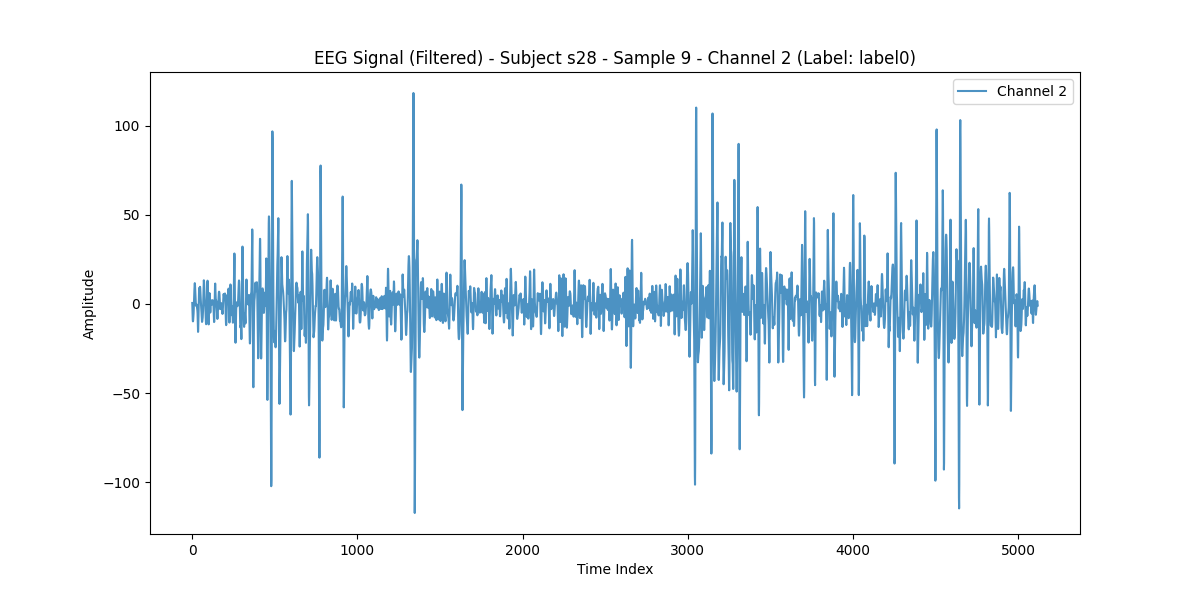 EEG Signal (Filtered) - Subject s28 - Sample 9 - Channel 2 (Label: label0)
Channel 2
100
50
0
−50
−100
Amplitude
0 1000 2000 3000 4000 5000
Time Index